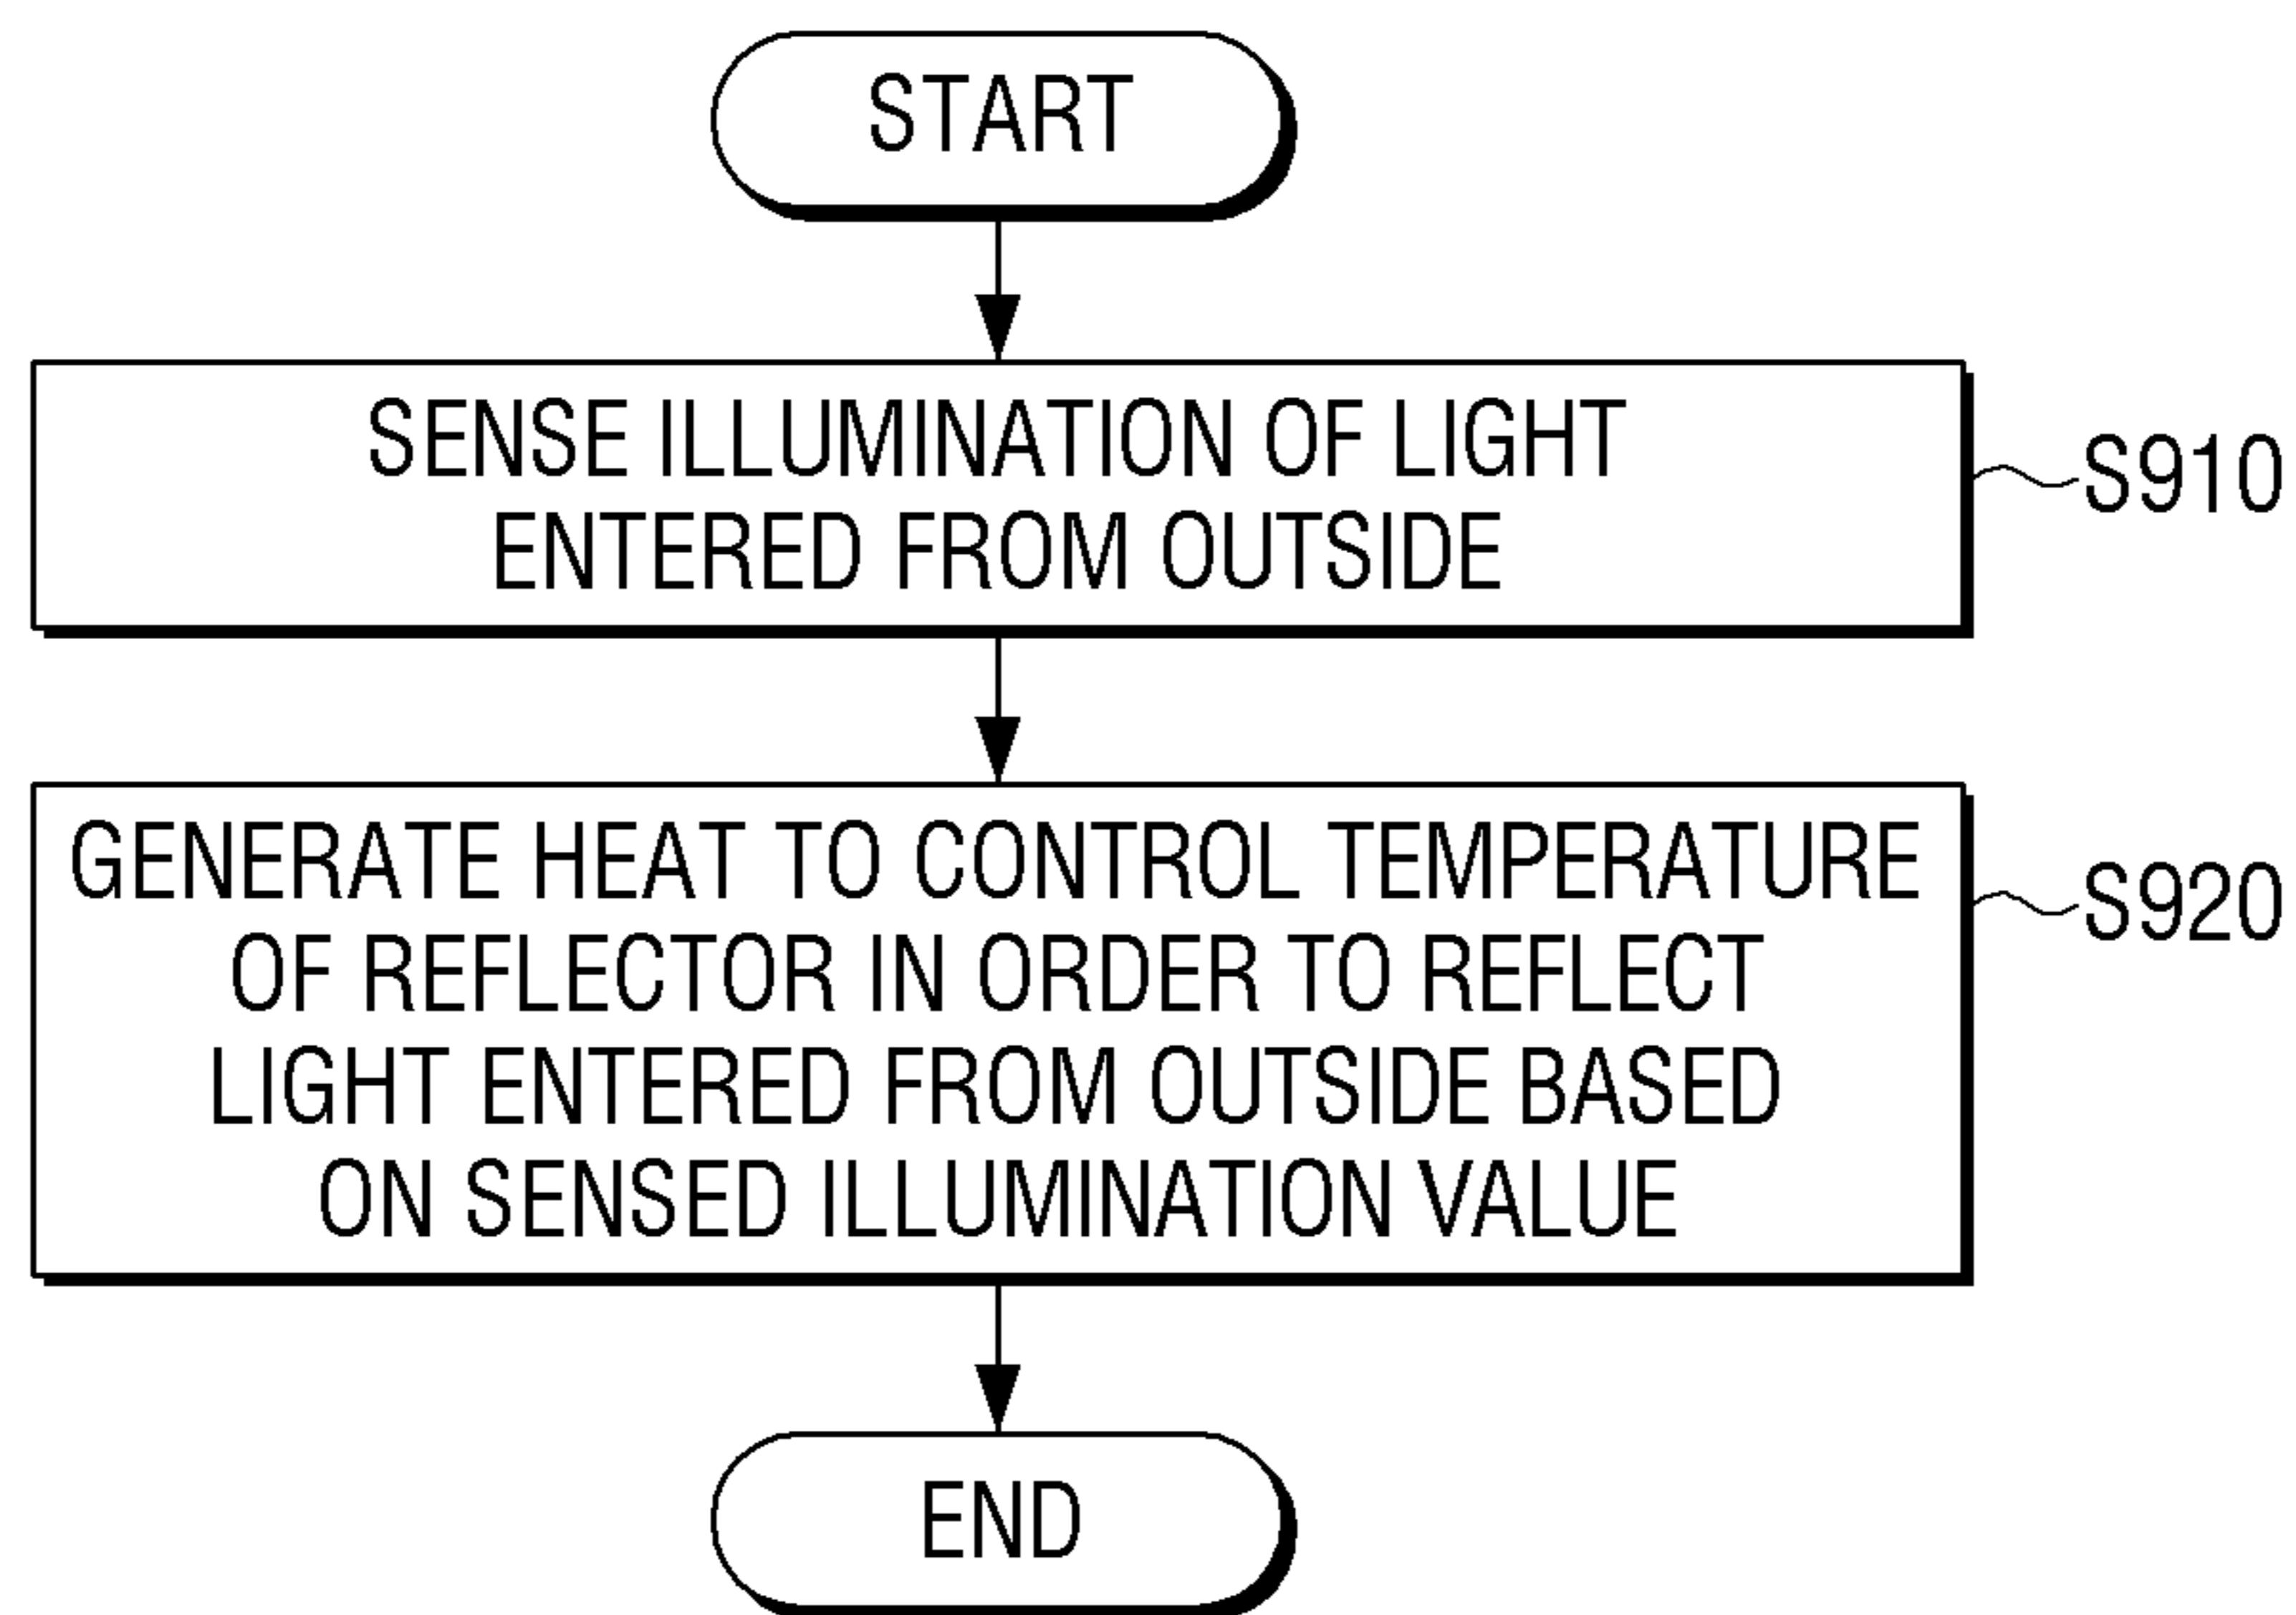 START
SENSE ILLUMINATION OF LIGHT
ENTERED FROM OUTSIDE
S910
GENERATE HEAT TO CONTROL TEMPERATURE
OF REFLECTOR IN ORDER TO REFLECT
LIGHT ENTERED FROM OUTSIDE BASED
ON SENSED ILLUMINATION VALUE
S920
END